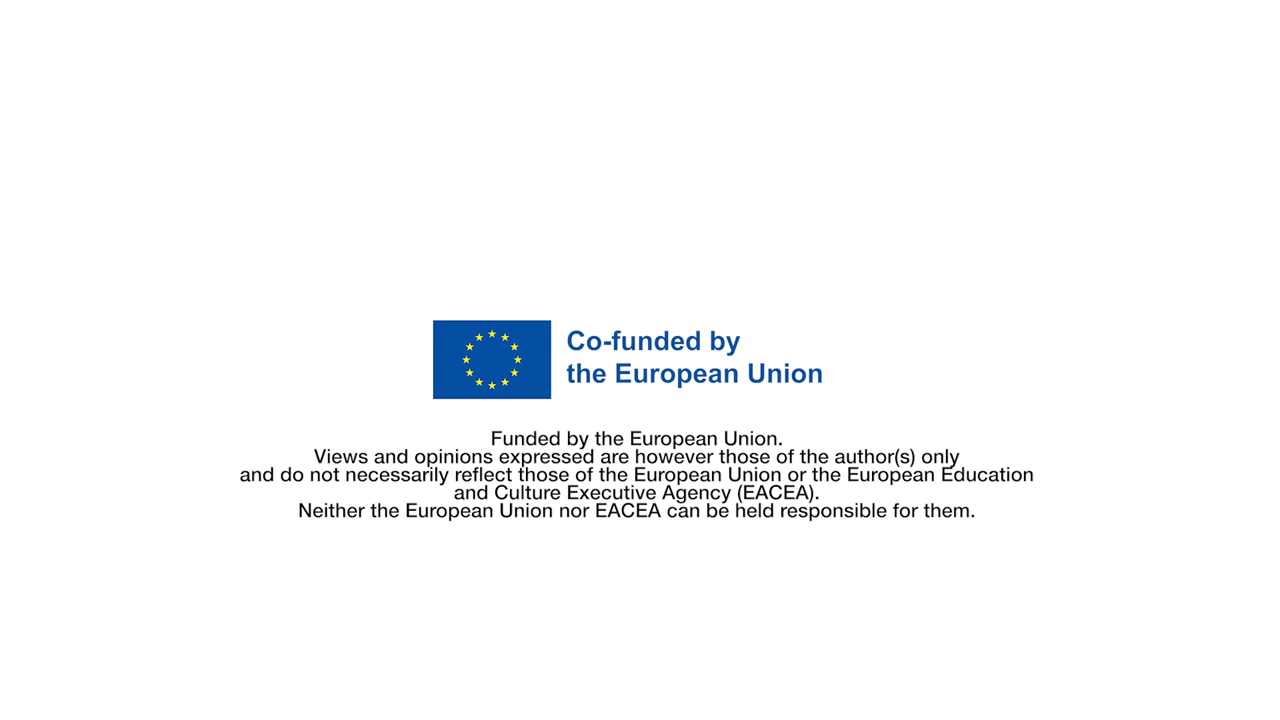 Co-funded by
the European Union
Funded by the European Union.
Views and opinions expressed are however those of the author(s) only
and do not necessarily reflect those of the European Union or the European Education
and Culture Executive Agency (EACEA).
Neither the European Union nor EACEA can be held responsible for them.